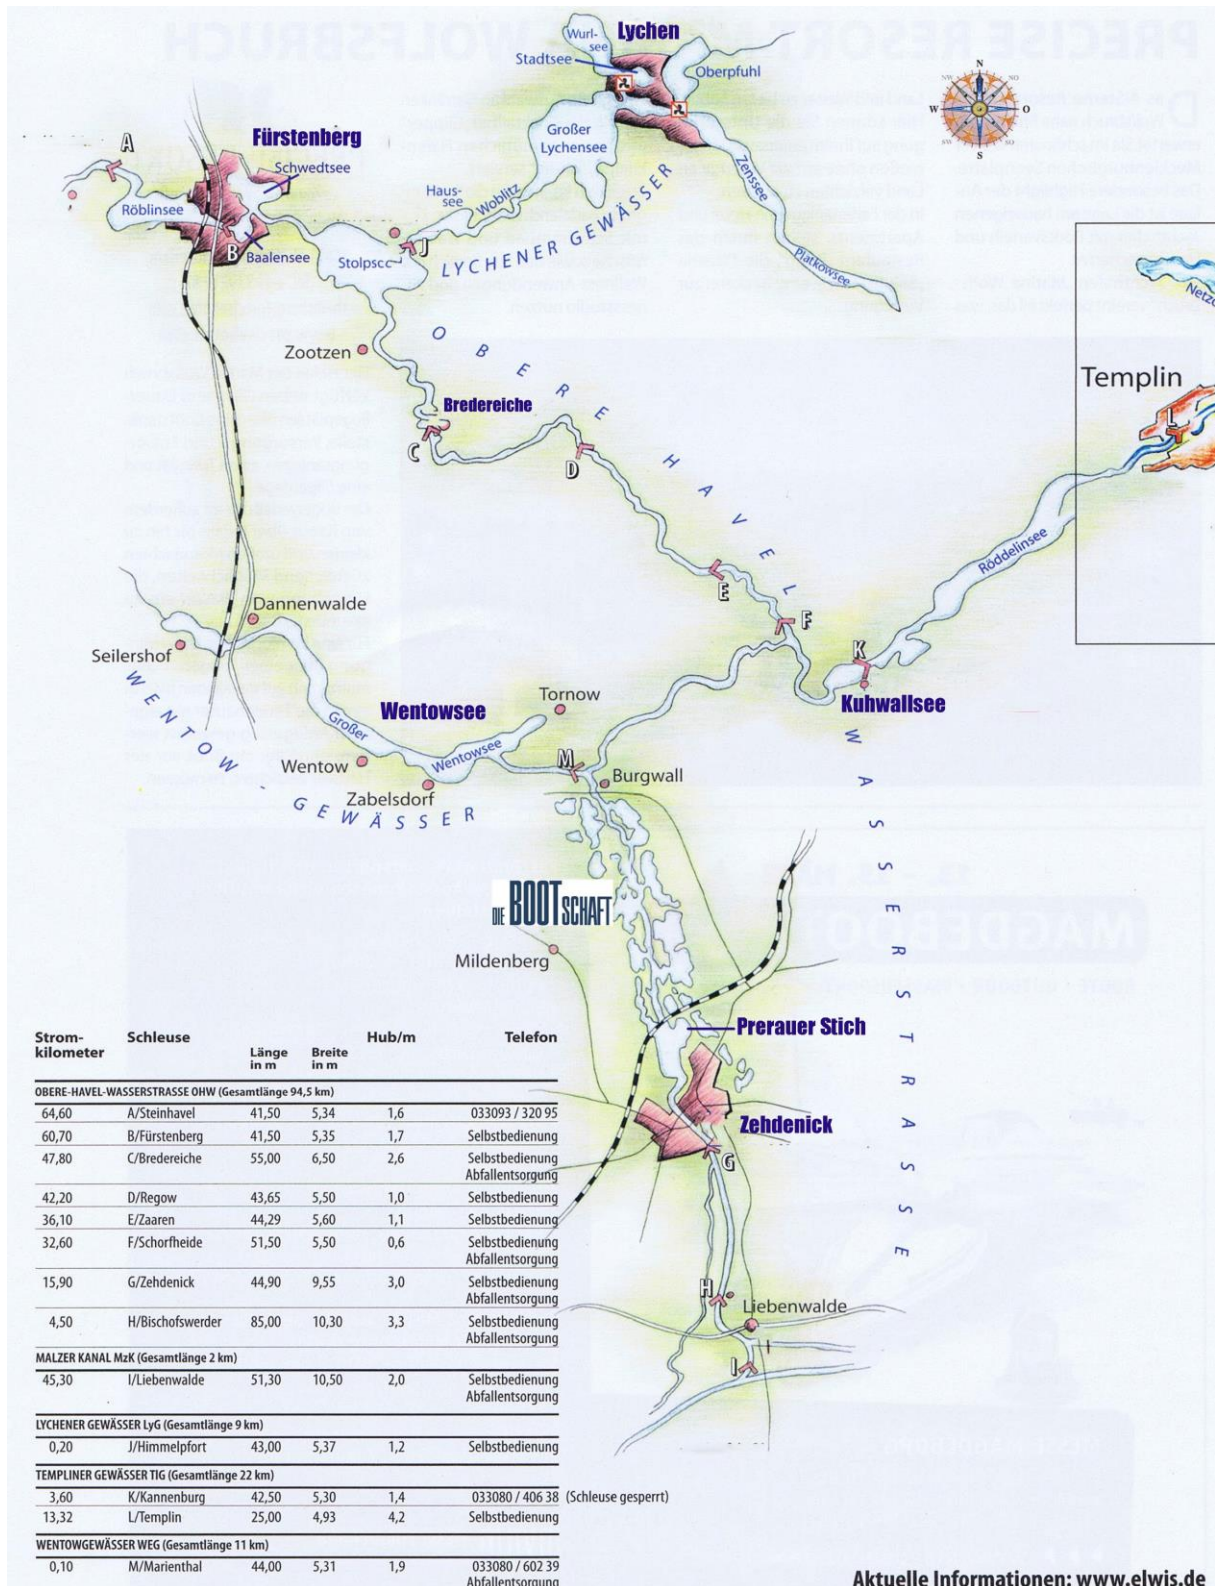 Lychen
Wurl-
see
Stadtsee
Oberpfuhl
N
NO
O
SO
S
SW
W
NW
Großer
Lychensee
Zenssee
Platkowsee
A
Fürstenberg
Schwedtsee
Röblinsee
B
Baalensee
Haus-
see
Woblitz
J
LYCHENER GEWÄSSER
Netzo
Zootzen
Templin
L
Bredereiche
C
D
OBERE HAVEL
E
F
Röddelinsee
K
Kuhwallsee
WASSERSTRASSE
Dannenwalde
Seilershof
WENTOW - GEWÄSSER
Wentowsee
Großer
Wentowsee
Tornow
Wentow
Zabelsdorf
M
Burgwall
DIE BOOTSCHAFT
Mildenberg
Prerauer Stich
Zehdenick
G
H
Liebenwalde
I
Strom-
kilometer Schleuse Länge
in m Breite
in m Hub/m Telefon
OBERE-HAVEL-WASSERSTRASSE OHW (Gesamtlänge 94,5 km)
64,60 A/Steinhavel 41,50 5,34 1,6 033093 / 320 95
60,70 B/Fürstenberg 41,50 5,35 1,7 Selbstbedienung
47,80 C/Bredereiche 55,00 6,50 2,6 Selbstbedienung
Abfallentsorgung
42,20 D/Regow 43,65 5,50 1,0 Selbstbedienung
36,10 E/Zaaren 44,29 5,60 1,1 Selbstbedienung
32,60 F/Schorfheide 51,50 5,50 0,6 Selbstbedienung
Abfallentsorgung
15,90 G/Zehdenick 44,90 9,55 3,0 Selbstbedienung
Abfallentsorgung
4,50 H/Bischofswerder 85,00 10,30 3,3 Selbstbedienung
Abfallentsorgung
MALZER KANAL MzK (Gesamtlänge 2 km)
45,30 I/Liebenwalde 51,30 10,50 2,0 Selbstbedienung
Abfallentsorgung
LYCHENER GEWÄSSER LyG (Gesamtlänge 9 km)
0,20 J/Himmelpfort 43,00 5,37 1,2 Selbstbedienung
TEMPLINER GEWÄSSER TIG (Gesamtlänge 22 km)
3,60 K/Kannenburg 42,50 5,30 1,4 033080 / 406 38 (Schleuse gesperrt)
13,32 L/Templin 25,00 4,93 4,2 Selbstbedienung
WENTOWGEWÄSSER WEG (Gesamtlänge 11 km)
0,10 M/Marienthal 44,00 5,31 1,9 033080 / 602 39
Abfallentsorgung
Aktuelle Informationen: www.elwis.de